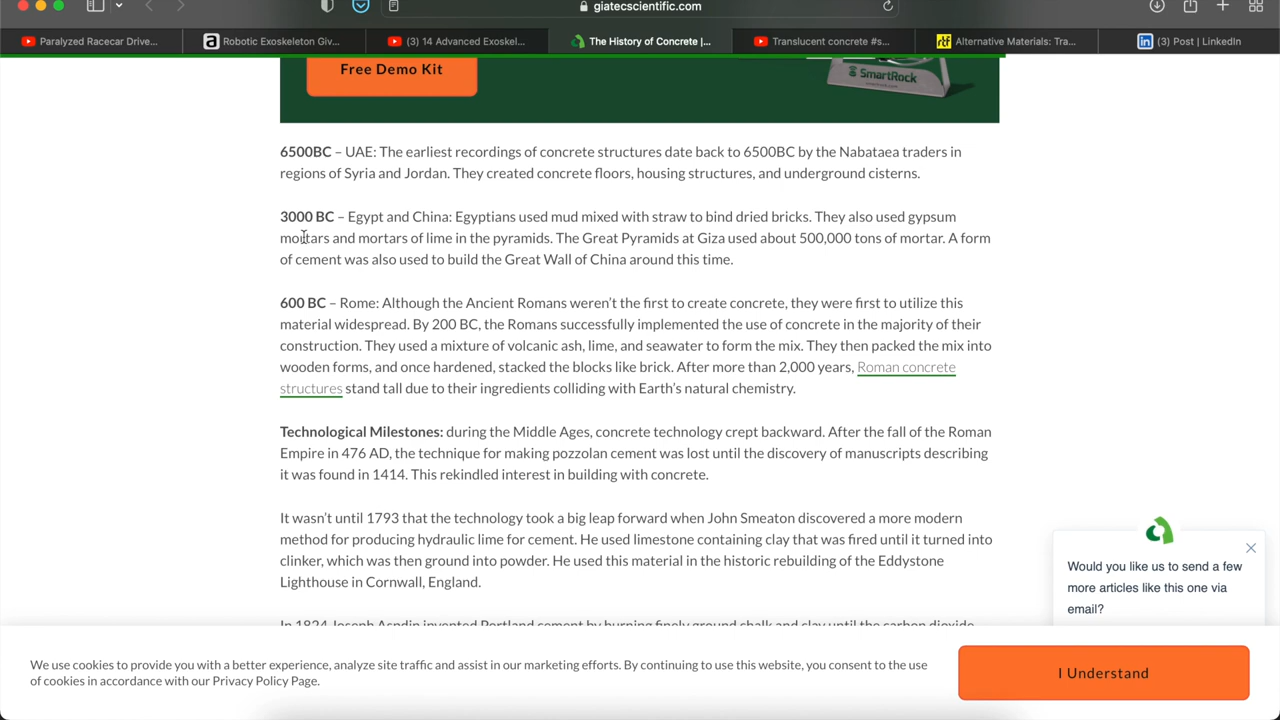 giatecscientific.com
Paralyzed Racecar Drive...
Robotic Exoskeleton Giv...
(3) 14 Advanced Exoskel...
The History of Concrete |...
Translucent concrete #s...
Alternative Materials: Tra...
(3) Post | LinkedIn
Free Demo Kit
SmartRock
6500BC – UAE: The earliest recordings of concrete structures date back to 6500BC by the Nabataea traders in
regions of Syria and Jordan. They created concrete floors, housing structures, and underground cisterns.
3000 BC – Egypt and China: Egyptians used mud mixed with straw to bind dried bricks. They also used gypsum
mortars and mortars of lime in the pyramids. The Great Pyramids at Giza used about 500,000 tons of mortar. A form
of cement was also used to build the Great Wall of China around this time.
600 BC – Rome: Although the Ancient Romans weren’t the first to create concrete, they were first to utilize this
material widespread. By 200 BC, the Romans successfully implemented the use of concrete in the majority of their
construction. They used a mixture of volcanic ash, lime, and seawater to form the mix. They then packed the mix into
wooden forms, and once hardened, stacked the blocks like brick. After more than 2,000 years, Roman concrete
structures stand tall due to their ingredients colliding with Earth’s natural chemistry.
Technological Milestones: during the Middle Ages, concrete technology crept backward. After the fall of the Roman
Empire in 476 AD, the technique for making pozzolan cement was lost until the discovery of manuscripts describing
it was found in 1414. This rekindled interest in building with concrete.
It wasn’t until 1793 that the technology took a big leap forward when John Smeaton discovered a more modern
method for producing hydraulic lime for cement. He used limestone containing clay that was fired until it turned into
clinker, which was then ground into powder. He used this material in the historic rebuilding of the Eddystone
Lighthouse in Cornwall, England.
In 1824 Joseph Aspdin invented Portland cement by burning finely ground chalk and clay until the carbon dioxide
Would you like us to send a few
more articles like this one via
email?
We use cookies to provide you with a better experience, analyze site traffic and assist in our marketing efforts. By continuing to use this website, you consent to the use
of cookies in accordance with our Privacy Policy Page.
I Understand